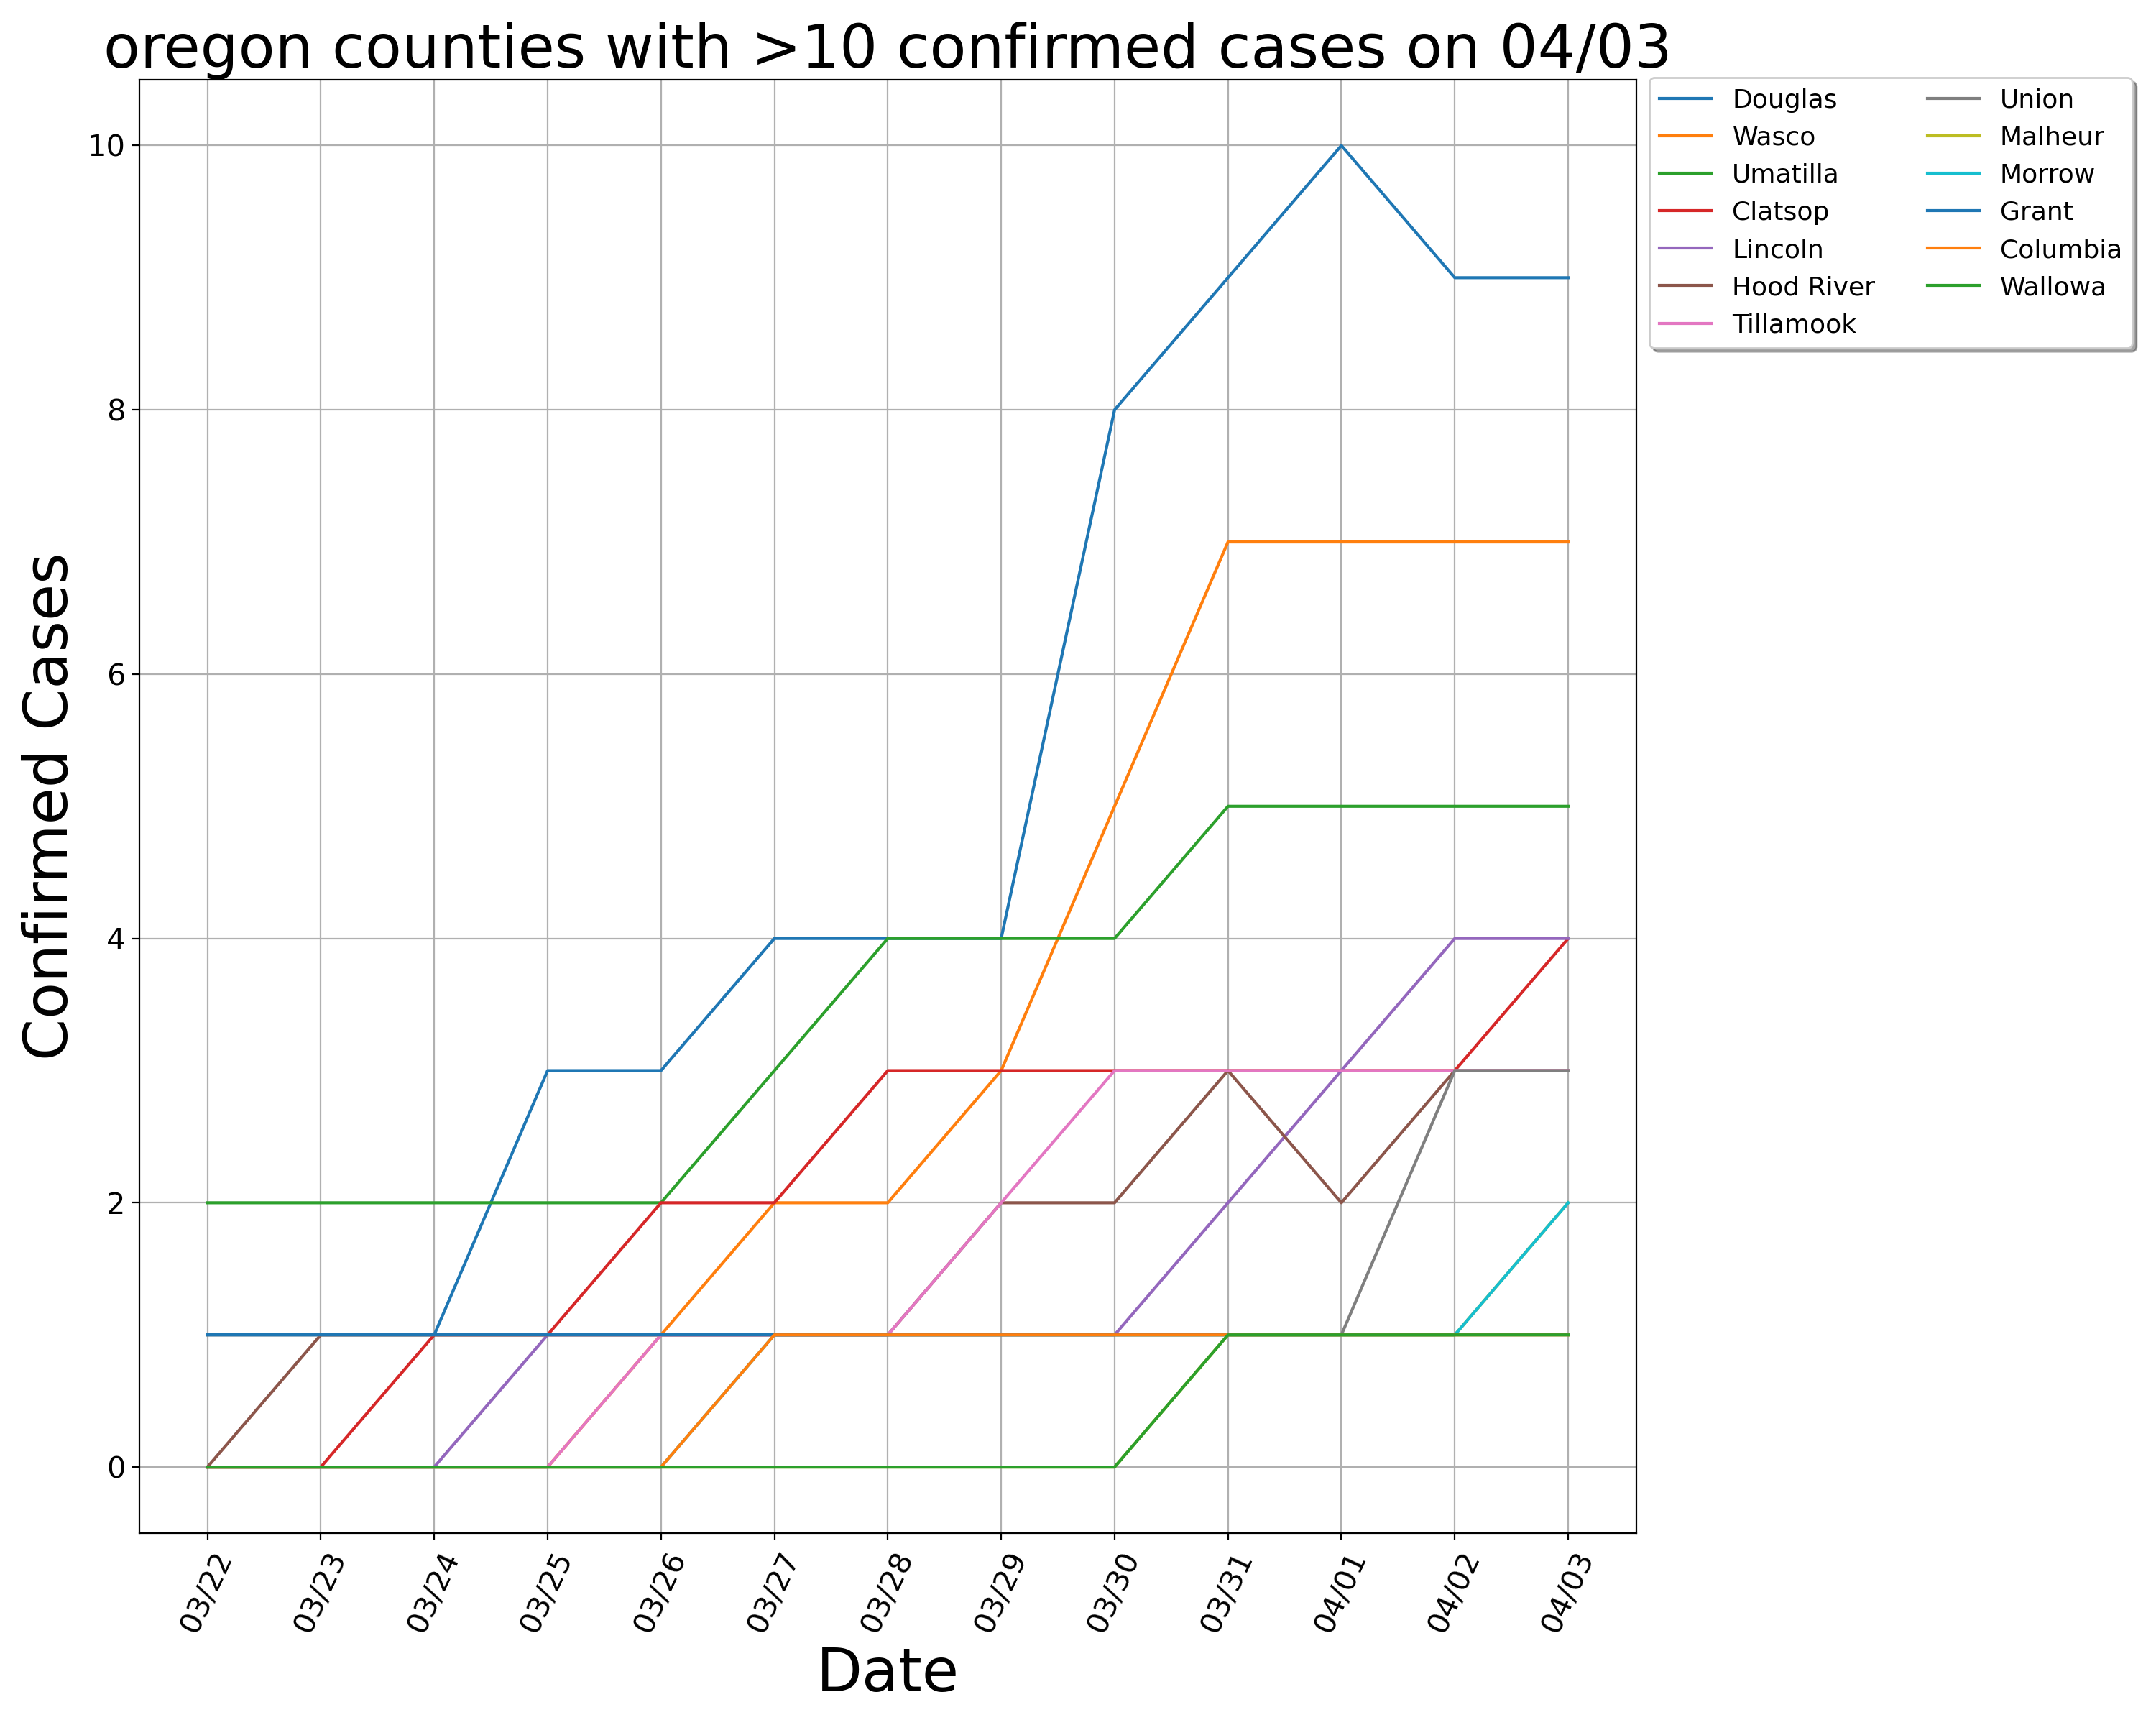 oregon counties with >10 confirmed cases on 04/03
Confirmed Cases
10
8
6
4
2
0
03/22
03/23
03/24
03/25
03/26
03/27
03/28
03/29
03/30
03/31
04/01
04/02
04/03
Date
Douglas
Wasco
Umatilla
Clatsop
Lincoln
Hood River
Tillamook
Union
Malheur
Morrow
Grant
Columbia
Wallowa